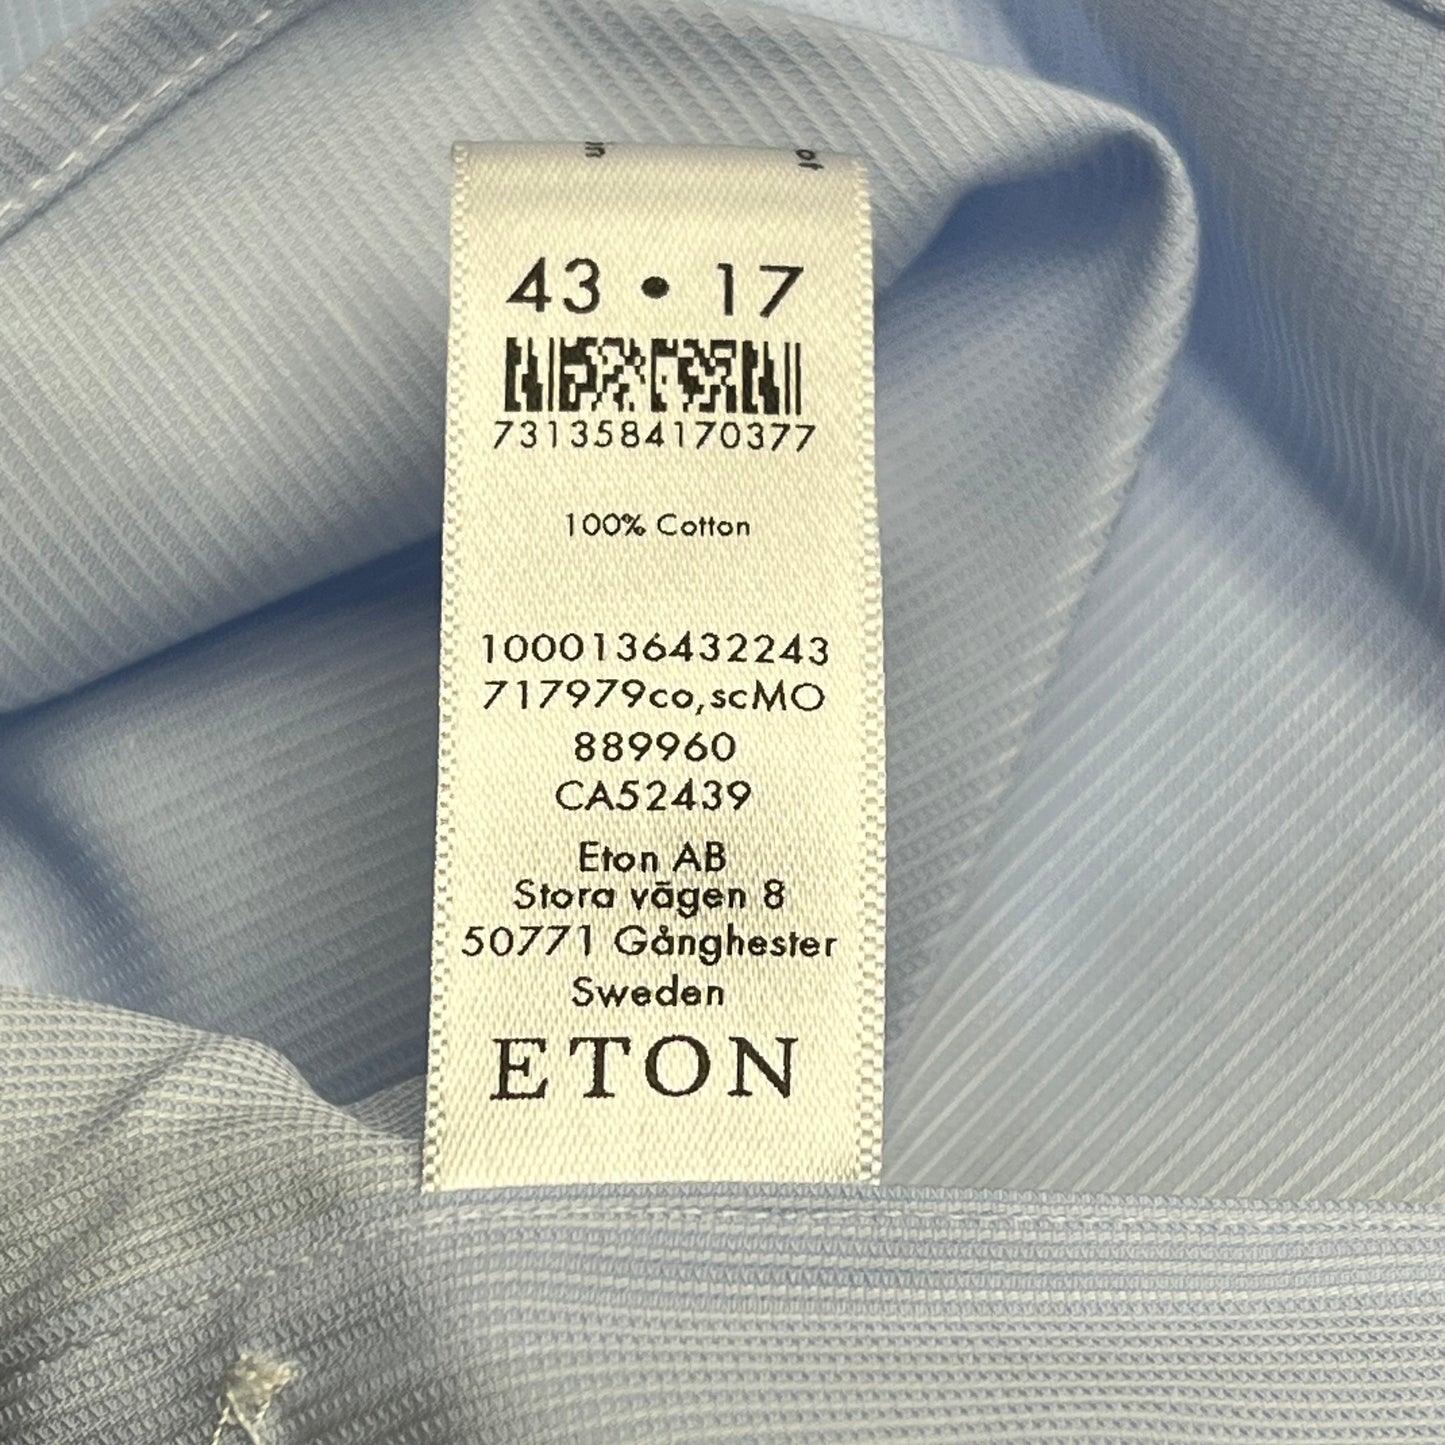 43 • 17
7313584170377
100% Cotton
1000136432243
717979co,scMO
889960
CA52439
Eton AB
Stora vägen 8
50771 Gånghester
Sweden
ETON